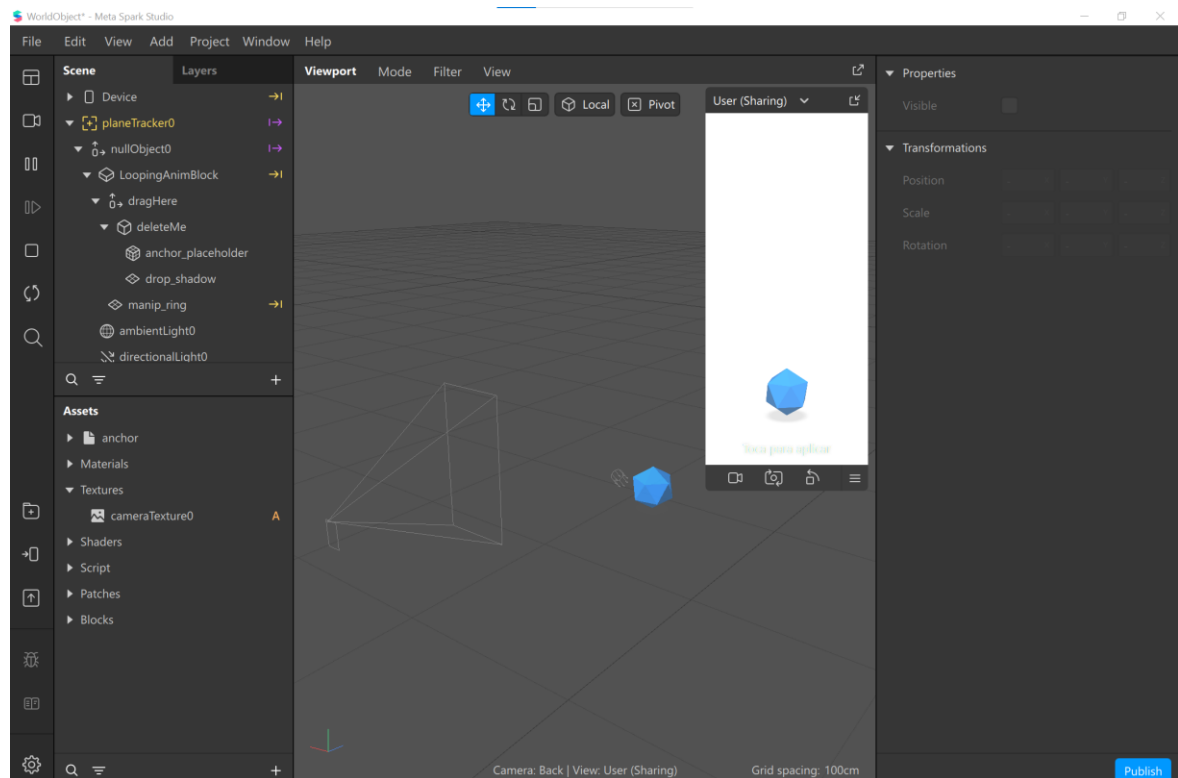 WorldObject* - Meta Spark Studio
File Edit View Add Project Window Help
Scene Layers
Device
planeTracker0
nullObject0
LoopingAnimBlock
dragHere
deleteMe
anchor_placeholder
drop_shadow
manip_ring
ambientLight0
directionalLight0
Assets
anchor
Materials
Textures
cameraTexture0 A
Shaders
Script
Patches
Blocks
Viewport Mode Filter View
Local Pivot
User (Sharing)
Toca para aplicar
Camera: Back | View: User (Sharing) Grid spacing: 100cm
Properties
Visible
Transformations
Position
Scale
Rotation
Publish